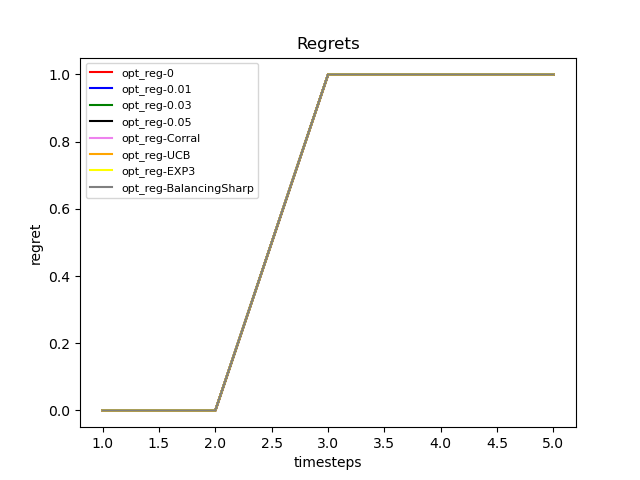 Regrets
opt_reg-0
opt_reg-0.01
opt_reg-0.03
opt_reg-0.05
opt_reg-Corral
opt_reg-UCB
opt_reg-EXP3
opt_reg-BalancingSharp
1.0
0.8
0.6
0.4
0.2
0.0
regret
1.0 1.5 2.0 2.5 3.0 3.5 4.0 4.5 5.0
timesteps